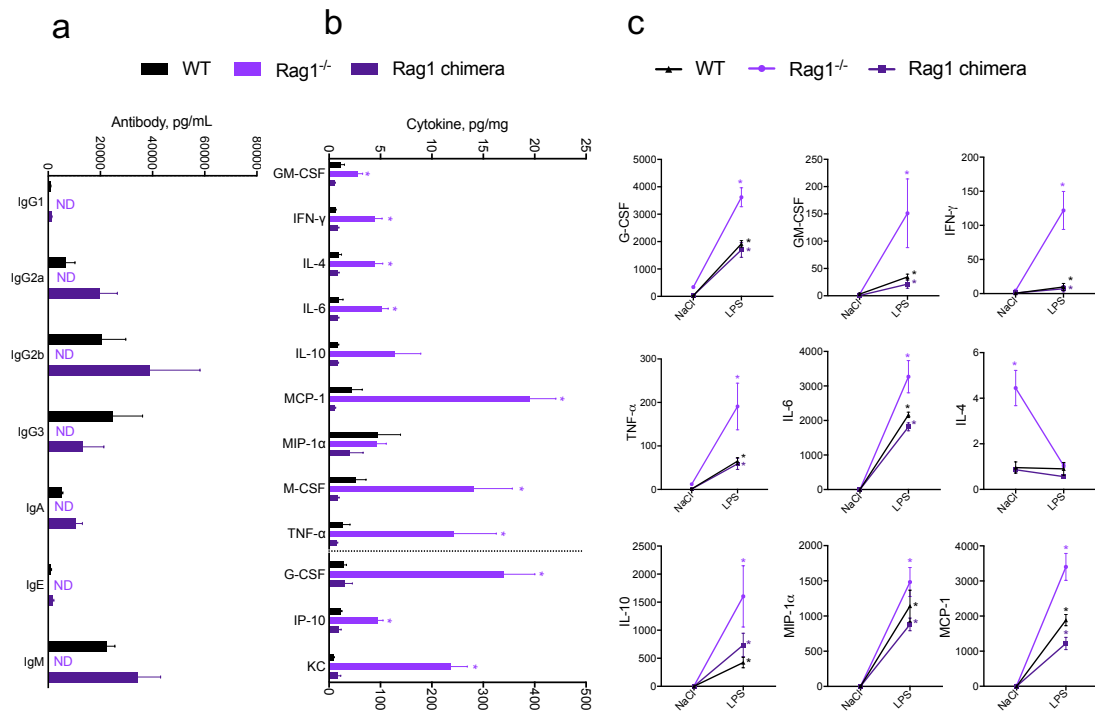 a
b
c
WT Rag1-/- Rag1 chimera
WT Rag1-/- Rag1 chimera
Antibody, pg/mL
0 20000 40000 60000 80000
IgG1 ND
IgG2a ND
IgG2b ND
IgG3 ND
IgA ND
IgE ND
IgM ND
Cytokine, pg/mg
0 5 10 15 20 25
GM-CSF *
IFN-γ *
IL-4 *
IL-6 *
IL-10
MCP-1 *
MIP-1α
M-CSF *
TNF-α *
G-CSF *
IP-10 *
KC *
0 100 200 300 400 500
G-CSF
5000
4000
3000
2000
1000
0
* * *
NaCl LPS
GM-CSF
250
200
150
100
50
0
* * *
NaCl LPS
IFN-γ
200
150
100
50
0
* * *
NaCl LPS
TNF-α
300
200
100
0
* * *
NaCl LPS
IL-6
4000
3000
2000
1000
0
* * *
NaCl LPS
IL-4
6
4
2
0
*
NaCl LPS
IL-10
2500
2000
1500
1000
500
0
* * *
NaCl LPS
MIP-1α
2000
1500
1000
500
0
* * *
NaCl LPS
MCP-1
4000
3000
2000
1000
0
* * *
NaCl LPS